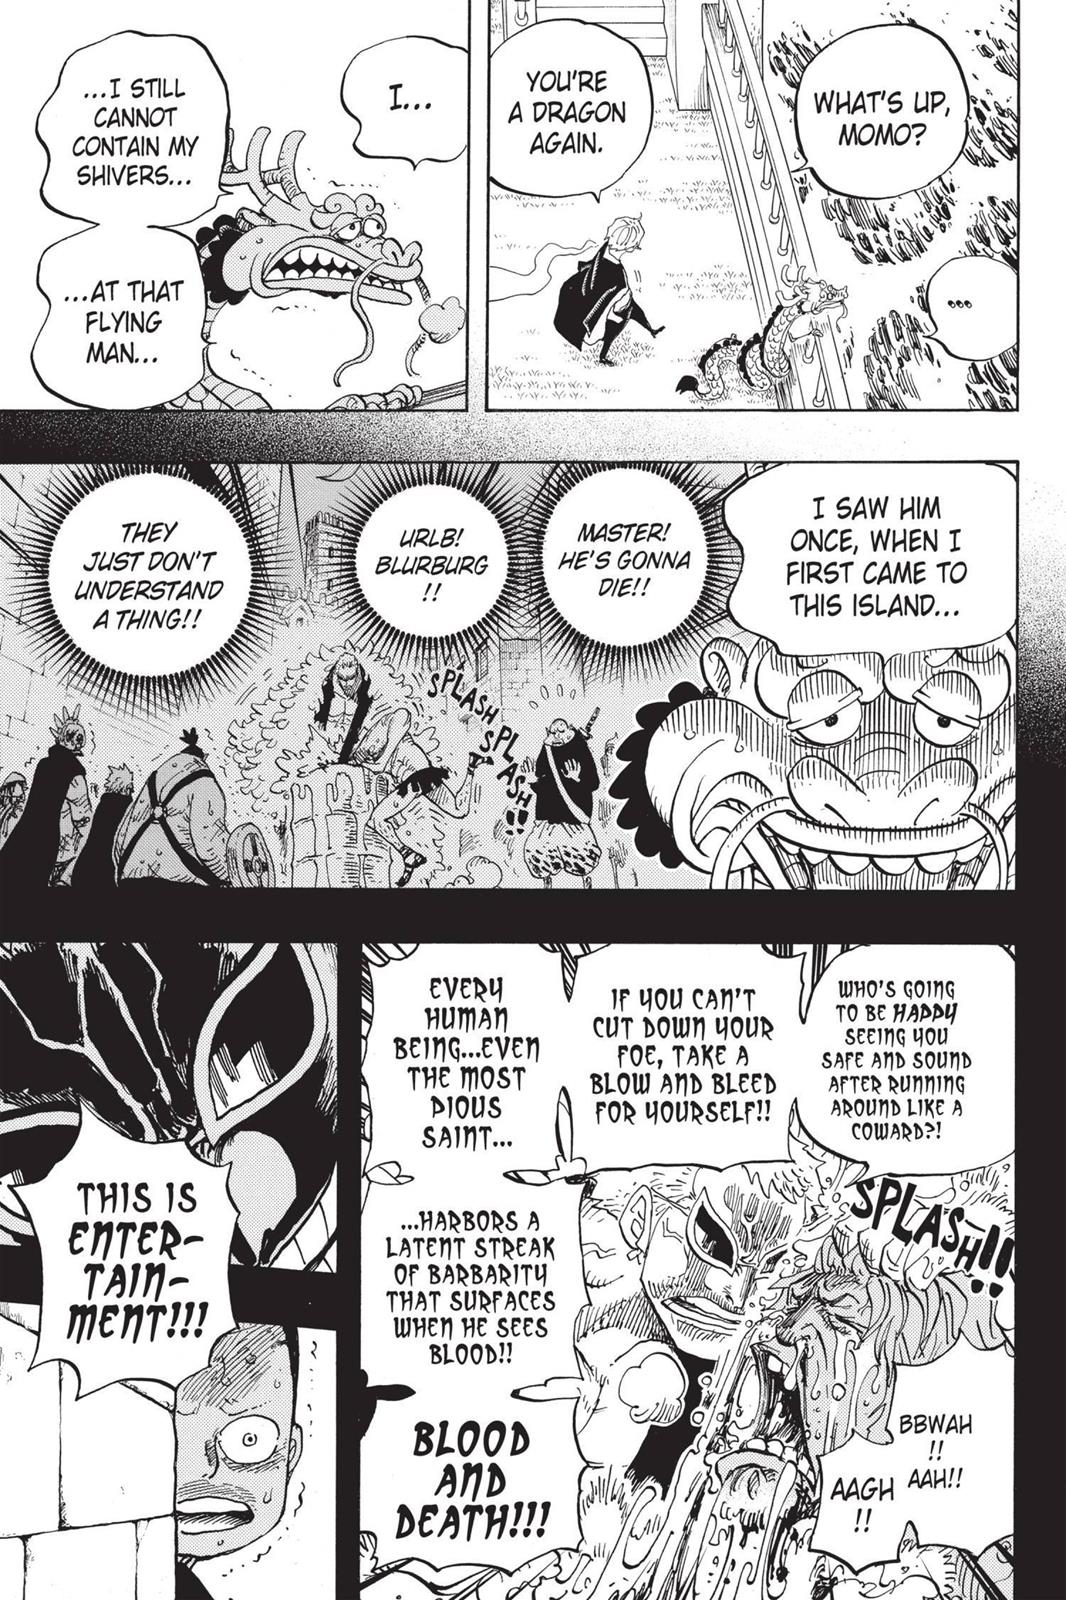 WHAT'S UP,
MOMO?
YOU'RE
A DRAGON
AGAIN.
...
I...
...I STILL
CANNOT
CONTAIN MY
SHIVERS...
...AT THAT
FLYING
MAN...
I SAW HIM
ONCE, WHEN I
FIRST CAME TO
THIS ISLAND...
MASTER!
HE'S GONNA
DIE!!
URLB!
BLURBURG
!!
THEY
JUST DON'T
UNDERSTAND
A THING!!
SPLASH
SPLASH!!
WHO'S GOING
TO BE HAPPY
SEEING YOU
SAFE AND SOUND
AFTER RUNNING
AROUND LIKE A
COWARD?!
IF YOU CAN'T
CUT DOWN YOUR
FOE, TAKE A
BLOW AND BLEED
FOR YOURSELF!!
EVERY
HUMAN
BEING...EVEN
THE MOST
PIOUS
SAINT...
...HARBORS A
LATENT STREAK
OF BARBARITY
THAT SURFACES
WHEN HE SEES
BLOOD!!
SPLASH!!
BBWAH
!!
AAH!!
AAGH
!!
BLOOD
AND
DEATH!!!
THIS IS
ENTER-
TAIN-
MENT!!!